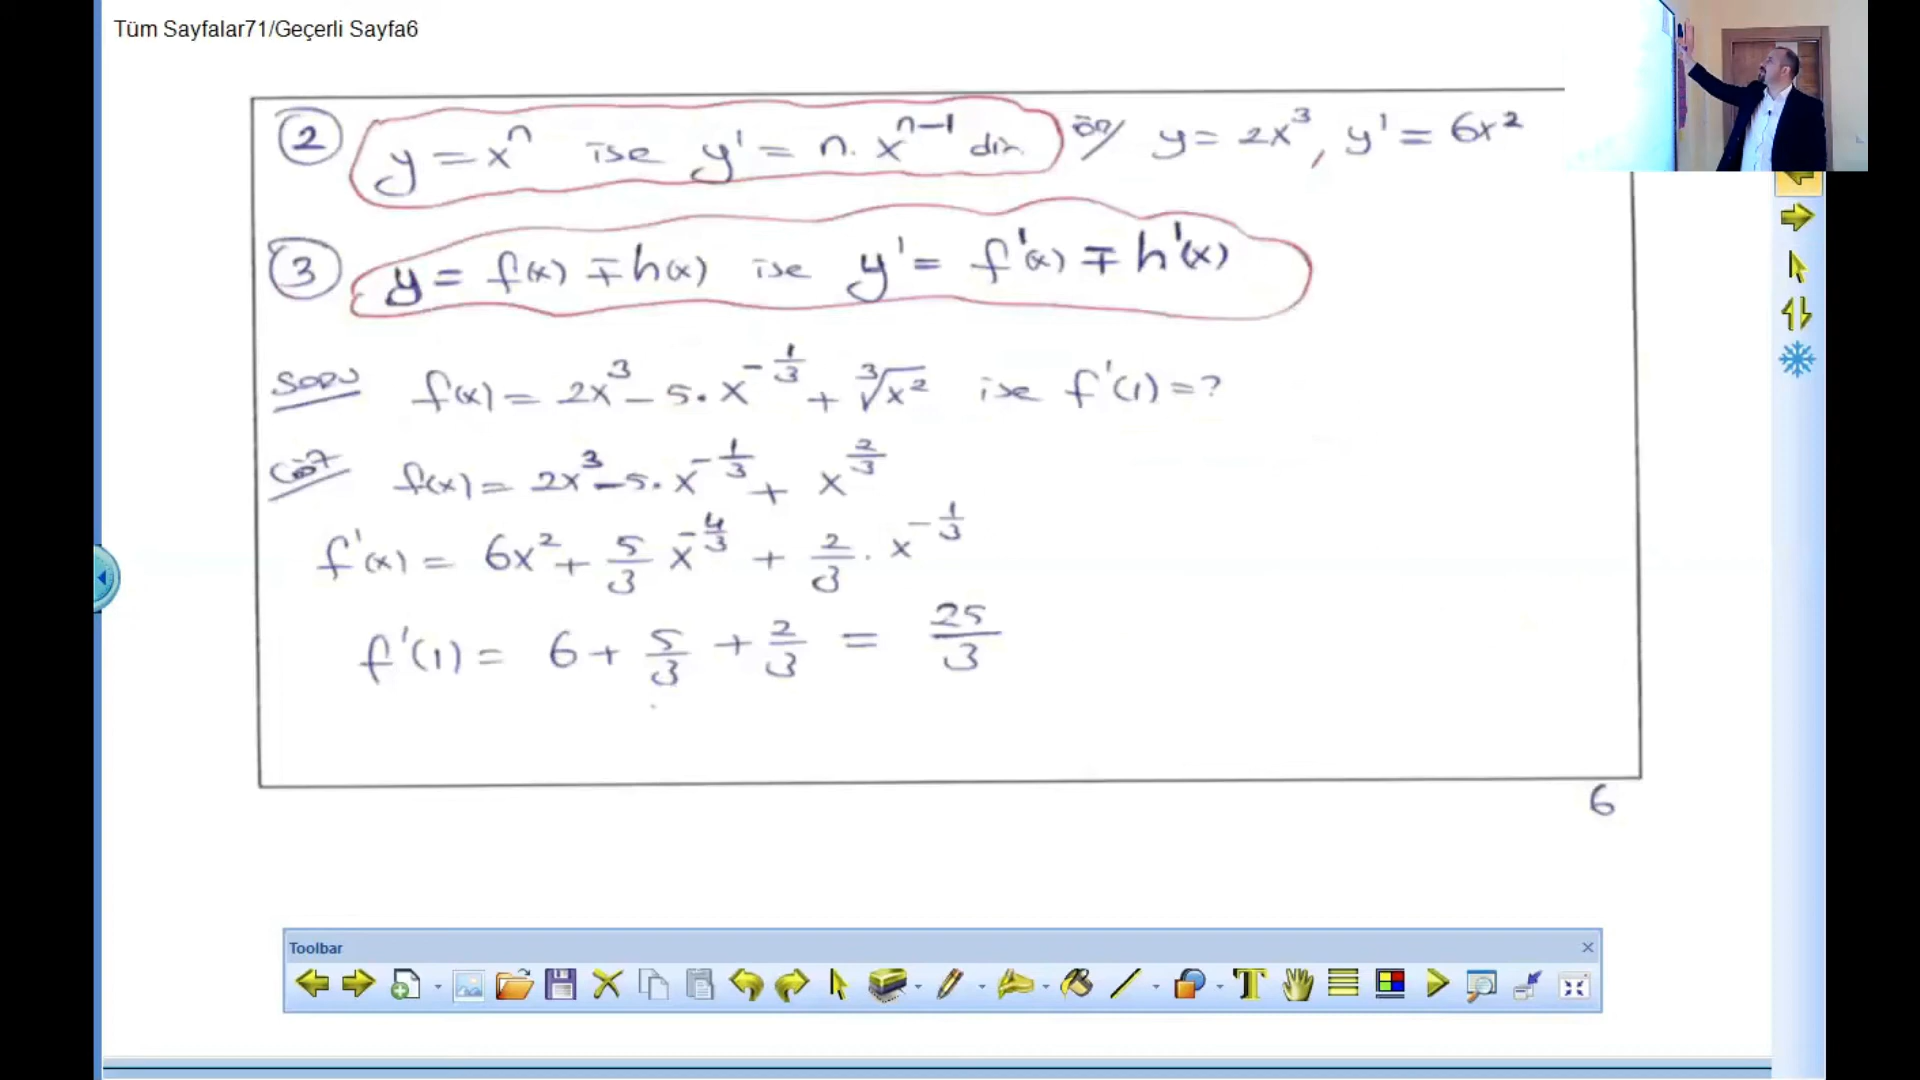 Tüm Sayfalar71/Geçerli Sayfa6
② y = xⁿ ise y' = n. xⁿ⁻¹ dir. ör/ y = 2x³, y' = 6x²
③ y = f(x) ∓ h(x) ise y' = f'(x) ∓ h'(x)
Soru f(x) = 2x³ - 5. x^(-1/3) + ³√x² ise f'(1) = ?
Çöz f(x) = 2x³ - 5. x^(-1/3) + x^(2/3)
f'(x) = 6x² + 5/3 x^(-4/3) + 2/3 . x^(-1/3)
f'(1) = 6 + 5/3 + 2/3 = 25/3
6
Toolbar